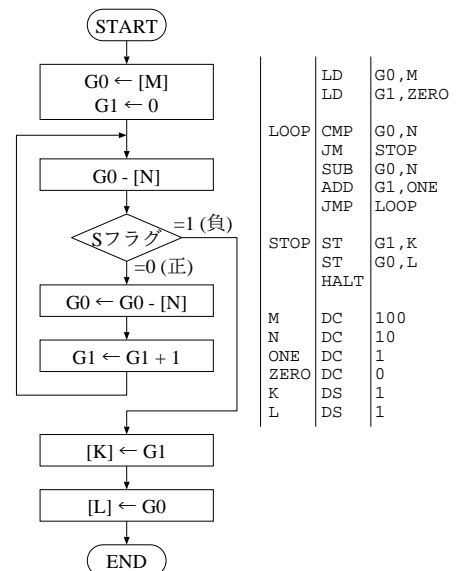 START
G0 ← [M]
G1 ← 0
G0 - [N]
Sフラグ
=1 (負)
=0 (正)
G0 ← G0 - [N]
G1 ← G1 + 1
[K] ← G1
[L] ← G0
END
LD G0,M
LD G1,ZERO
LOOP CMP G0,N
JM STOP
SUB G0,N
ADD G1,ONE
JMP LOOP
STOP ST G1,K
ST G0,L
HALT
M DC 100
N DC 10
ONE DC 1
ZERO DC 0
K DS 1
L DS 1